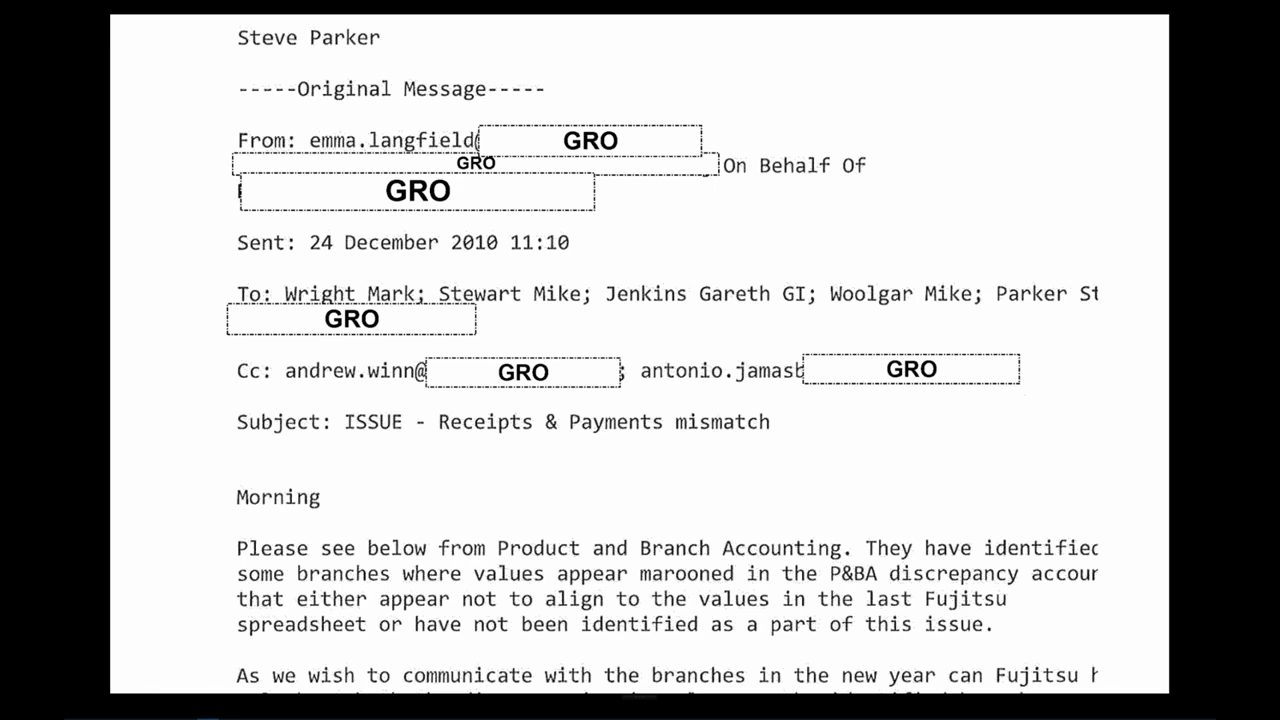 Steve Parker
-----Original Message-----
From: emma.langfield@ GRO
GRO On Behalf Of
GRO
Sent: 24 December 2010 11:10
To: Wright Mark; Stewart Mike; Jenkins Gareth GI; Woolgar Mike; Parker St
GRO
Cc: andrew.winn@ GRO ; antonio.jamasb GRO
Subject: ISSUE - Receipts & Payments mismatch
Morning
Please see below from Product and Branch Accounting. They have identified
some branches where values appear marooned in the P&BA discrepancy accour
that either appear not to align to the values in the last Fujitsu
spreadsheet or have not been identified as a part of this issue.
As we wish to communicate with the branches in the new year can Fujitsu h